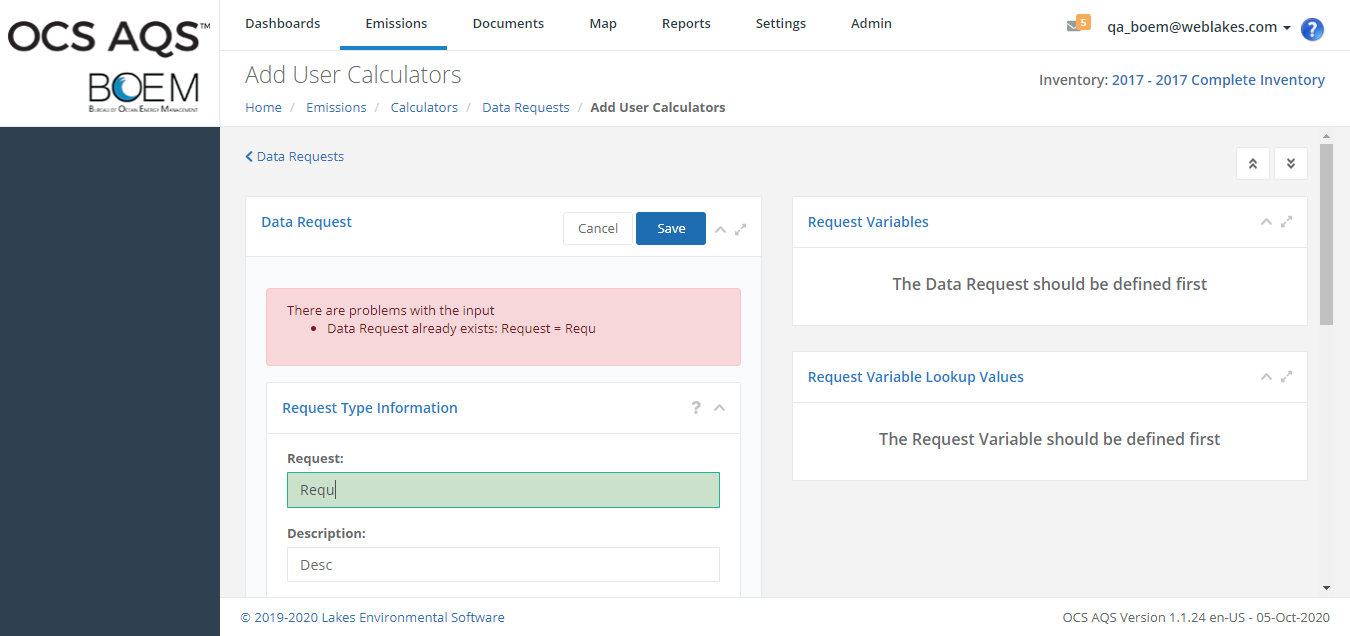 OCS AQS™
BOEM
BUREAU OF OCEAN ENERGY MANAGEMENT
Dashboards Emissions Documents Map Reports Settings Admin
5 qa_boem@weblakes.com ?
Add User Calculators
Inventory: 2017 - 2017 Complete Inventory
Home / Emissions / Calculators / Data Requests / Add User Calculators
Data Requests
Data Request Cancel Save
There are problems with the input
• Data Request already exists: Request = Requ
Request Type Information ?
Request:
Requ
Description:
Desc
Request Variables
The Data Request should be defined first
Request Variable Lookup Values
The Request Variable should be defined first
© 2019-2020 Lakes Environmental Software
OCS AQS Version 1.1.24 en-US - 05-Oct-2020